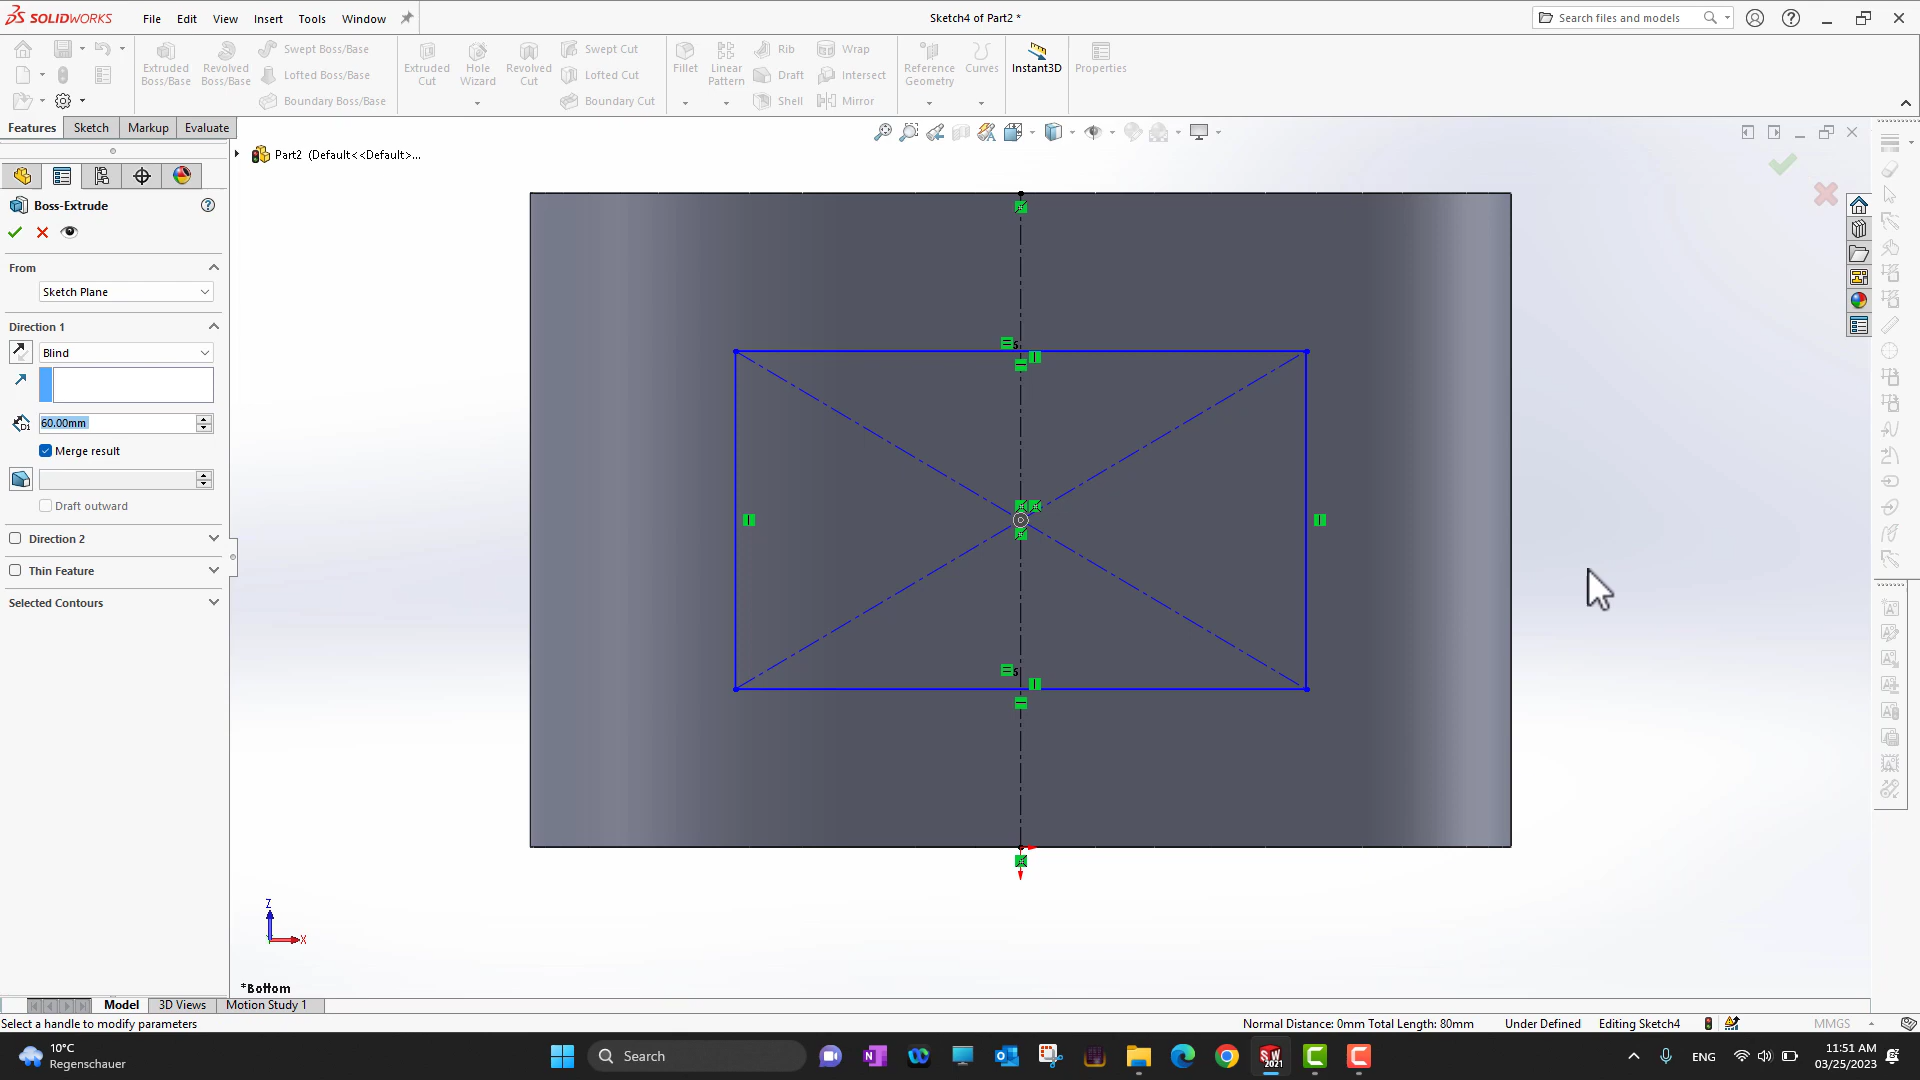 SOLIDWORKS File Edit View Insert Tools Window Sketch4 of Part2 * Search files and models
Extruded Boss/Base
Revolved Boss/Base
Swept Boss/Base
Lofted Boss/Base
Boundary Boss/Base
Extruded Cut
Hole Wizard
Revolved Cut
Swept Cut
Lofted Cut
Boundary Cut
Fillet
Linear Pattern
Rib
Draft
Shell
Wrap
Intersect
Mirror
Reference Geometry
Curves
Instant3D
Properties
Features Sketch Markup Evaluate
Part2 (Default<<Default>...
Boss-Extrude
From
Sketch Plane
Direction 1
Blind
D1
60.00mm
Merge result
Draft outward
Direction 2
Thin Feature
Selected Contours
5
5
Z
X
*Bottom
Model 3D Views Motion Study 1
Select a handle to modify parameters Normal Distance: 0mm Total Length: 80mm Under Defined Editing Sketch4 MMGS
10°C
Regenschauer
Search
SW
2021
ENG
11:51 AM
03/25/2023